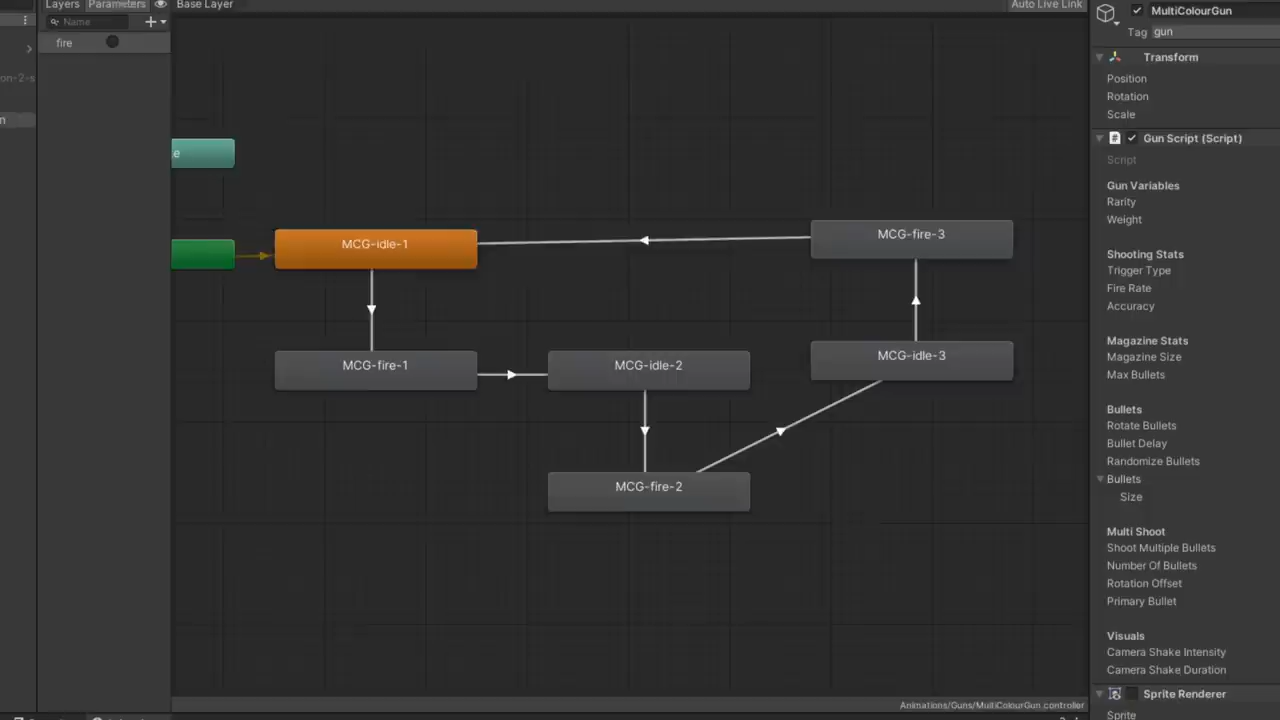 Layers Parameters Base Layer Auto Live Link
Name
fire
on-2-s
n
e
MCG-idle-1
MCG-fire-3
MCG-fire-1
MCG-idle-2
MCG-idle-3
MCG-fire-2
Animations/Guns/MultiColourGun.controller
MultiColourGun
Tag gun
Transform
Position
Rotation
Scale
Gun Script (Script)
Script
Gun Variables
Rarity
Weight
Shooting Stats
Trigger Type
Fire Rate
Accuracy
Magazine Stats
Magazine Size
Max Bullets
Bullets
Rotate Bullets
Bullet Delay
Randomize Bullets
Bullets
Size
Multi Shoot
Shoot Multiple Bullets
Number Of Bullets
Rotation Offset
Primary Bullet
Visuals
Camera Shake Intensity
Camera Shake Duration
Sprite Renderer
Sprite